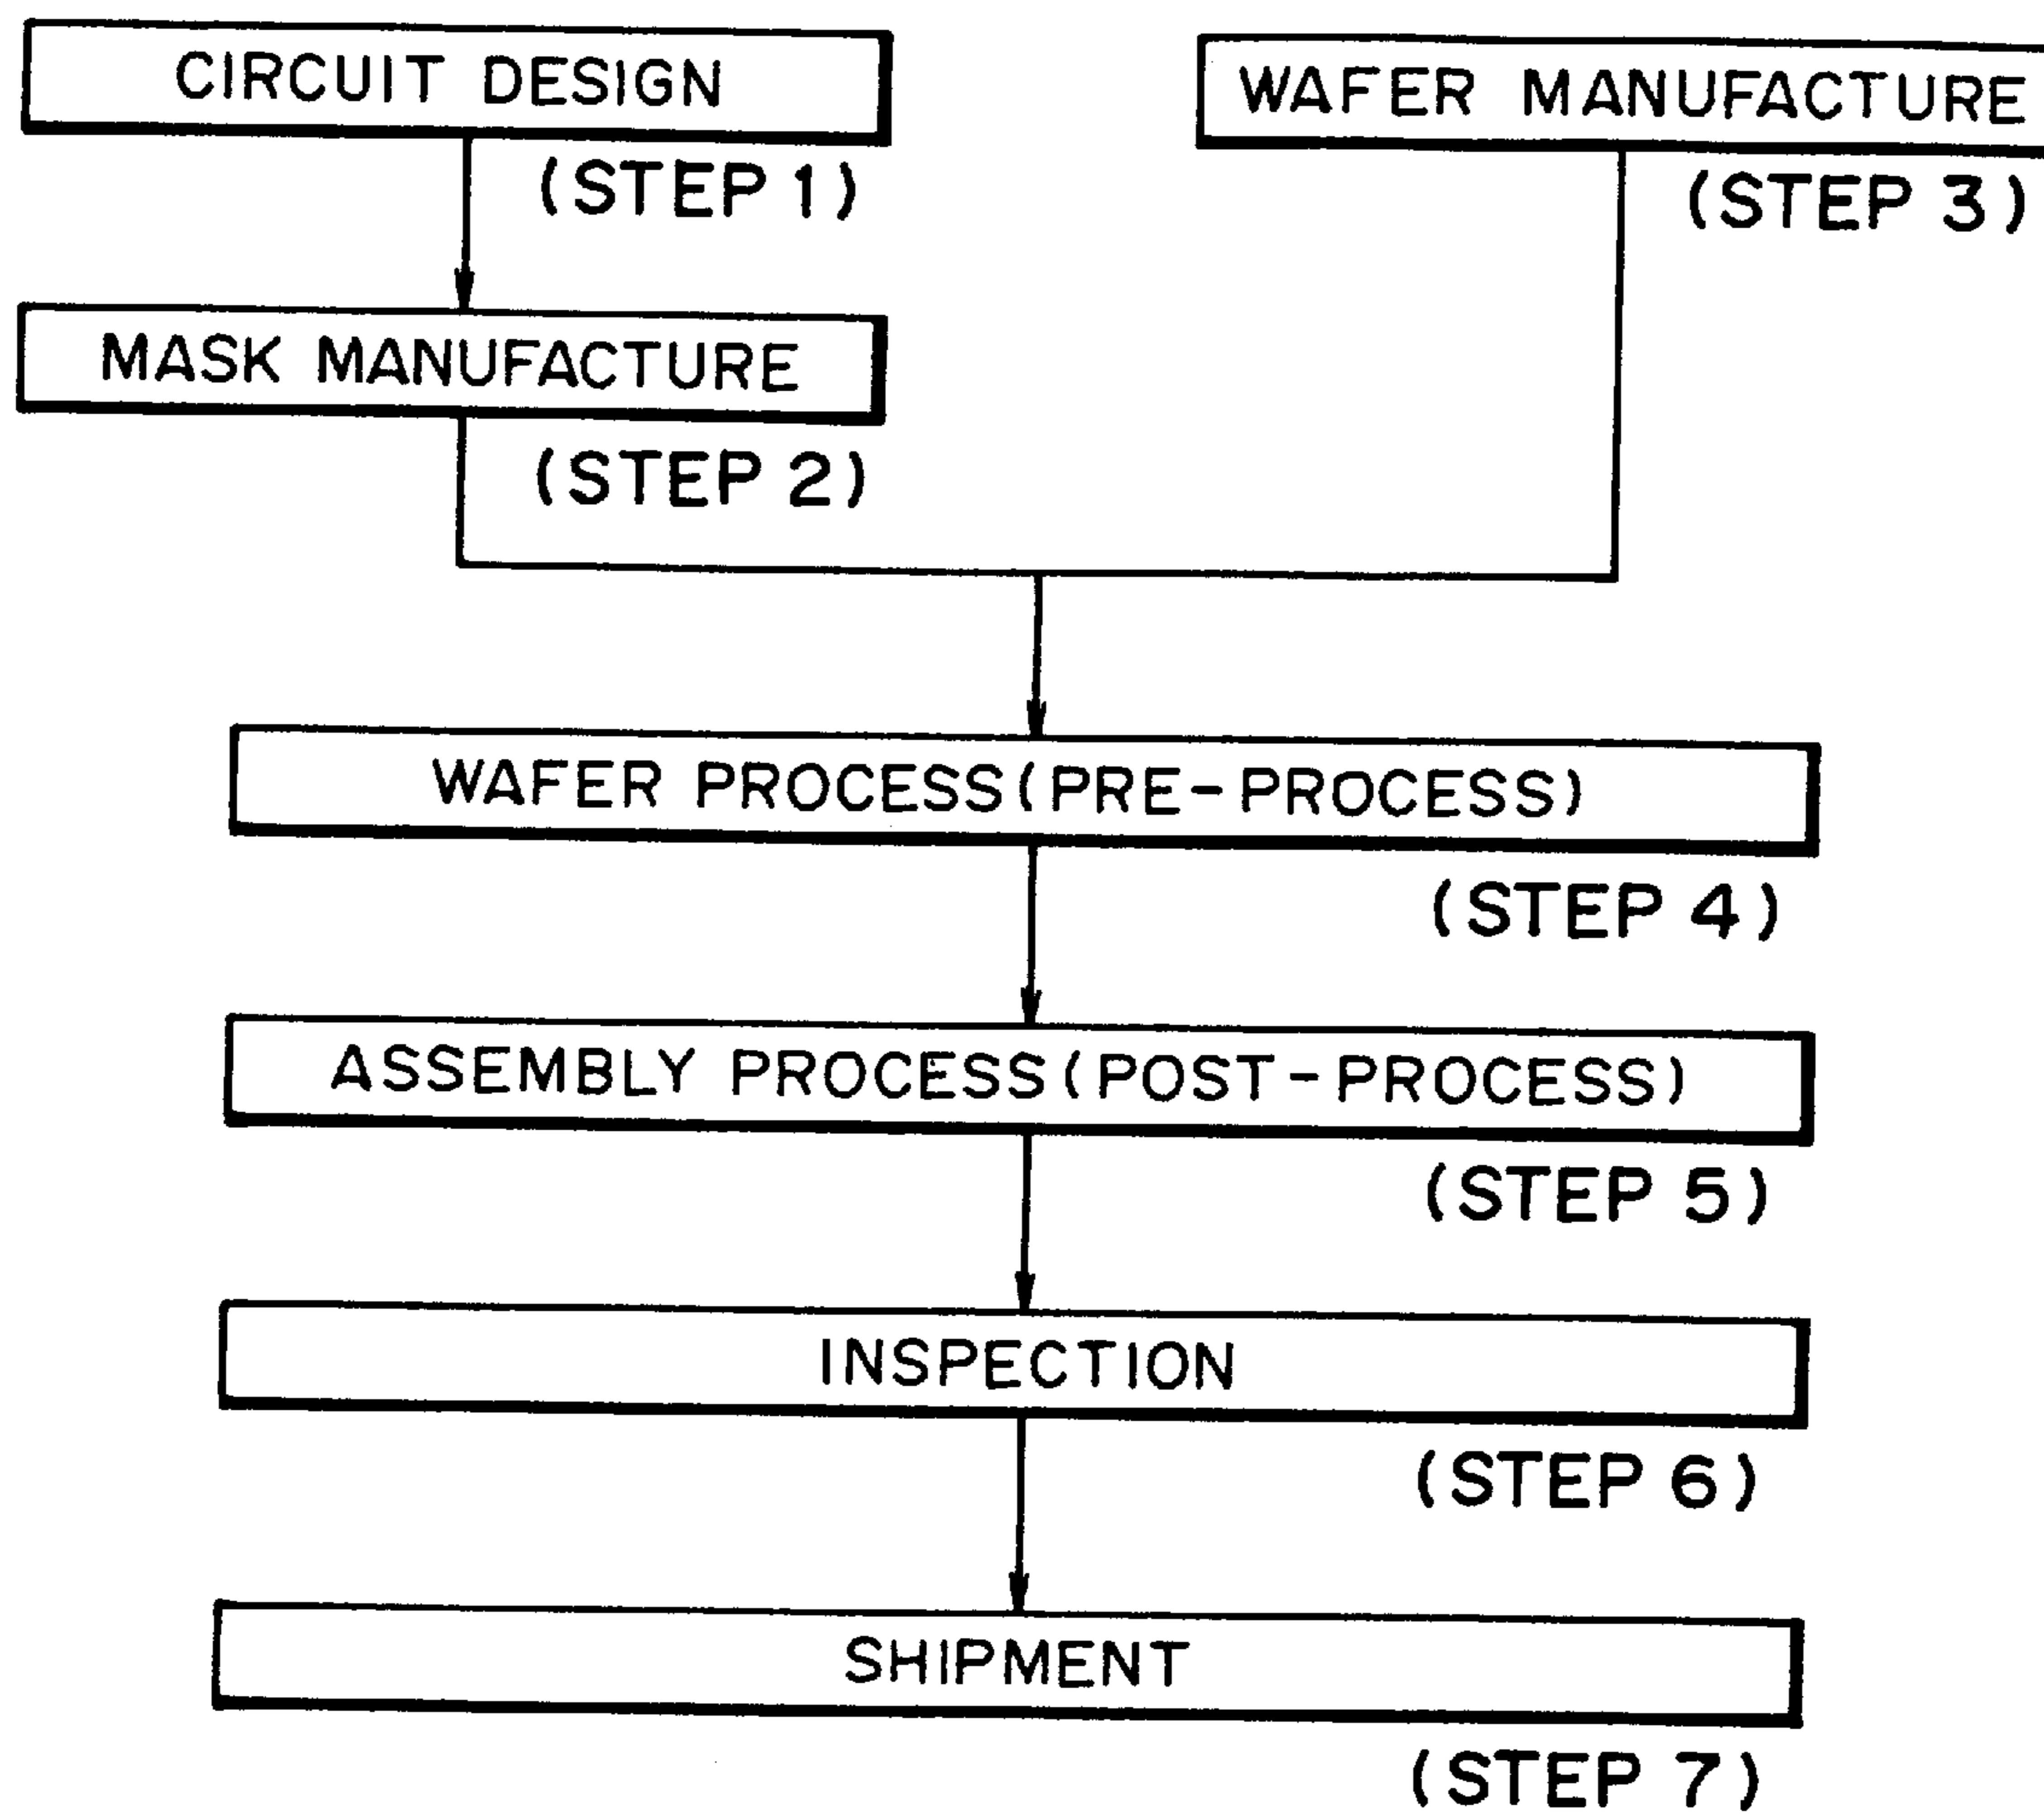 CIRCUIT DESIGN
(STEP 1)
WAFER MANUFACTURE
(STEP 3)
MASK MANUFACTURE
(STEP 2)
WAFER PROCESS(PRE-PROCESS)
(STEP 4)
ASSEMBLY PROCESS(POST-PROCESS)
(STEP 5)
INSPECTION
(STEP 6)
SHIPMENT
(STEP 7)